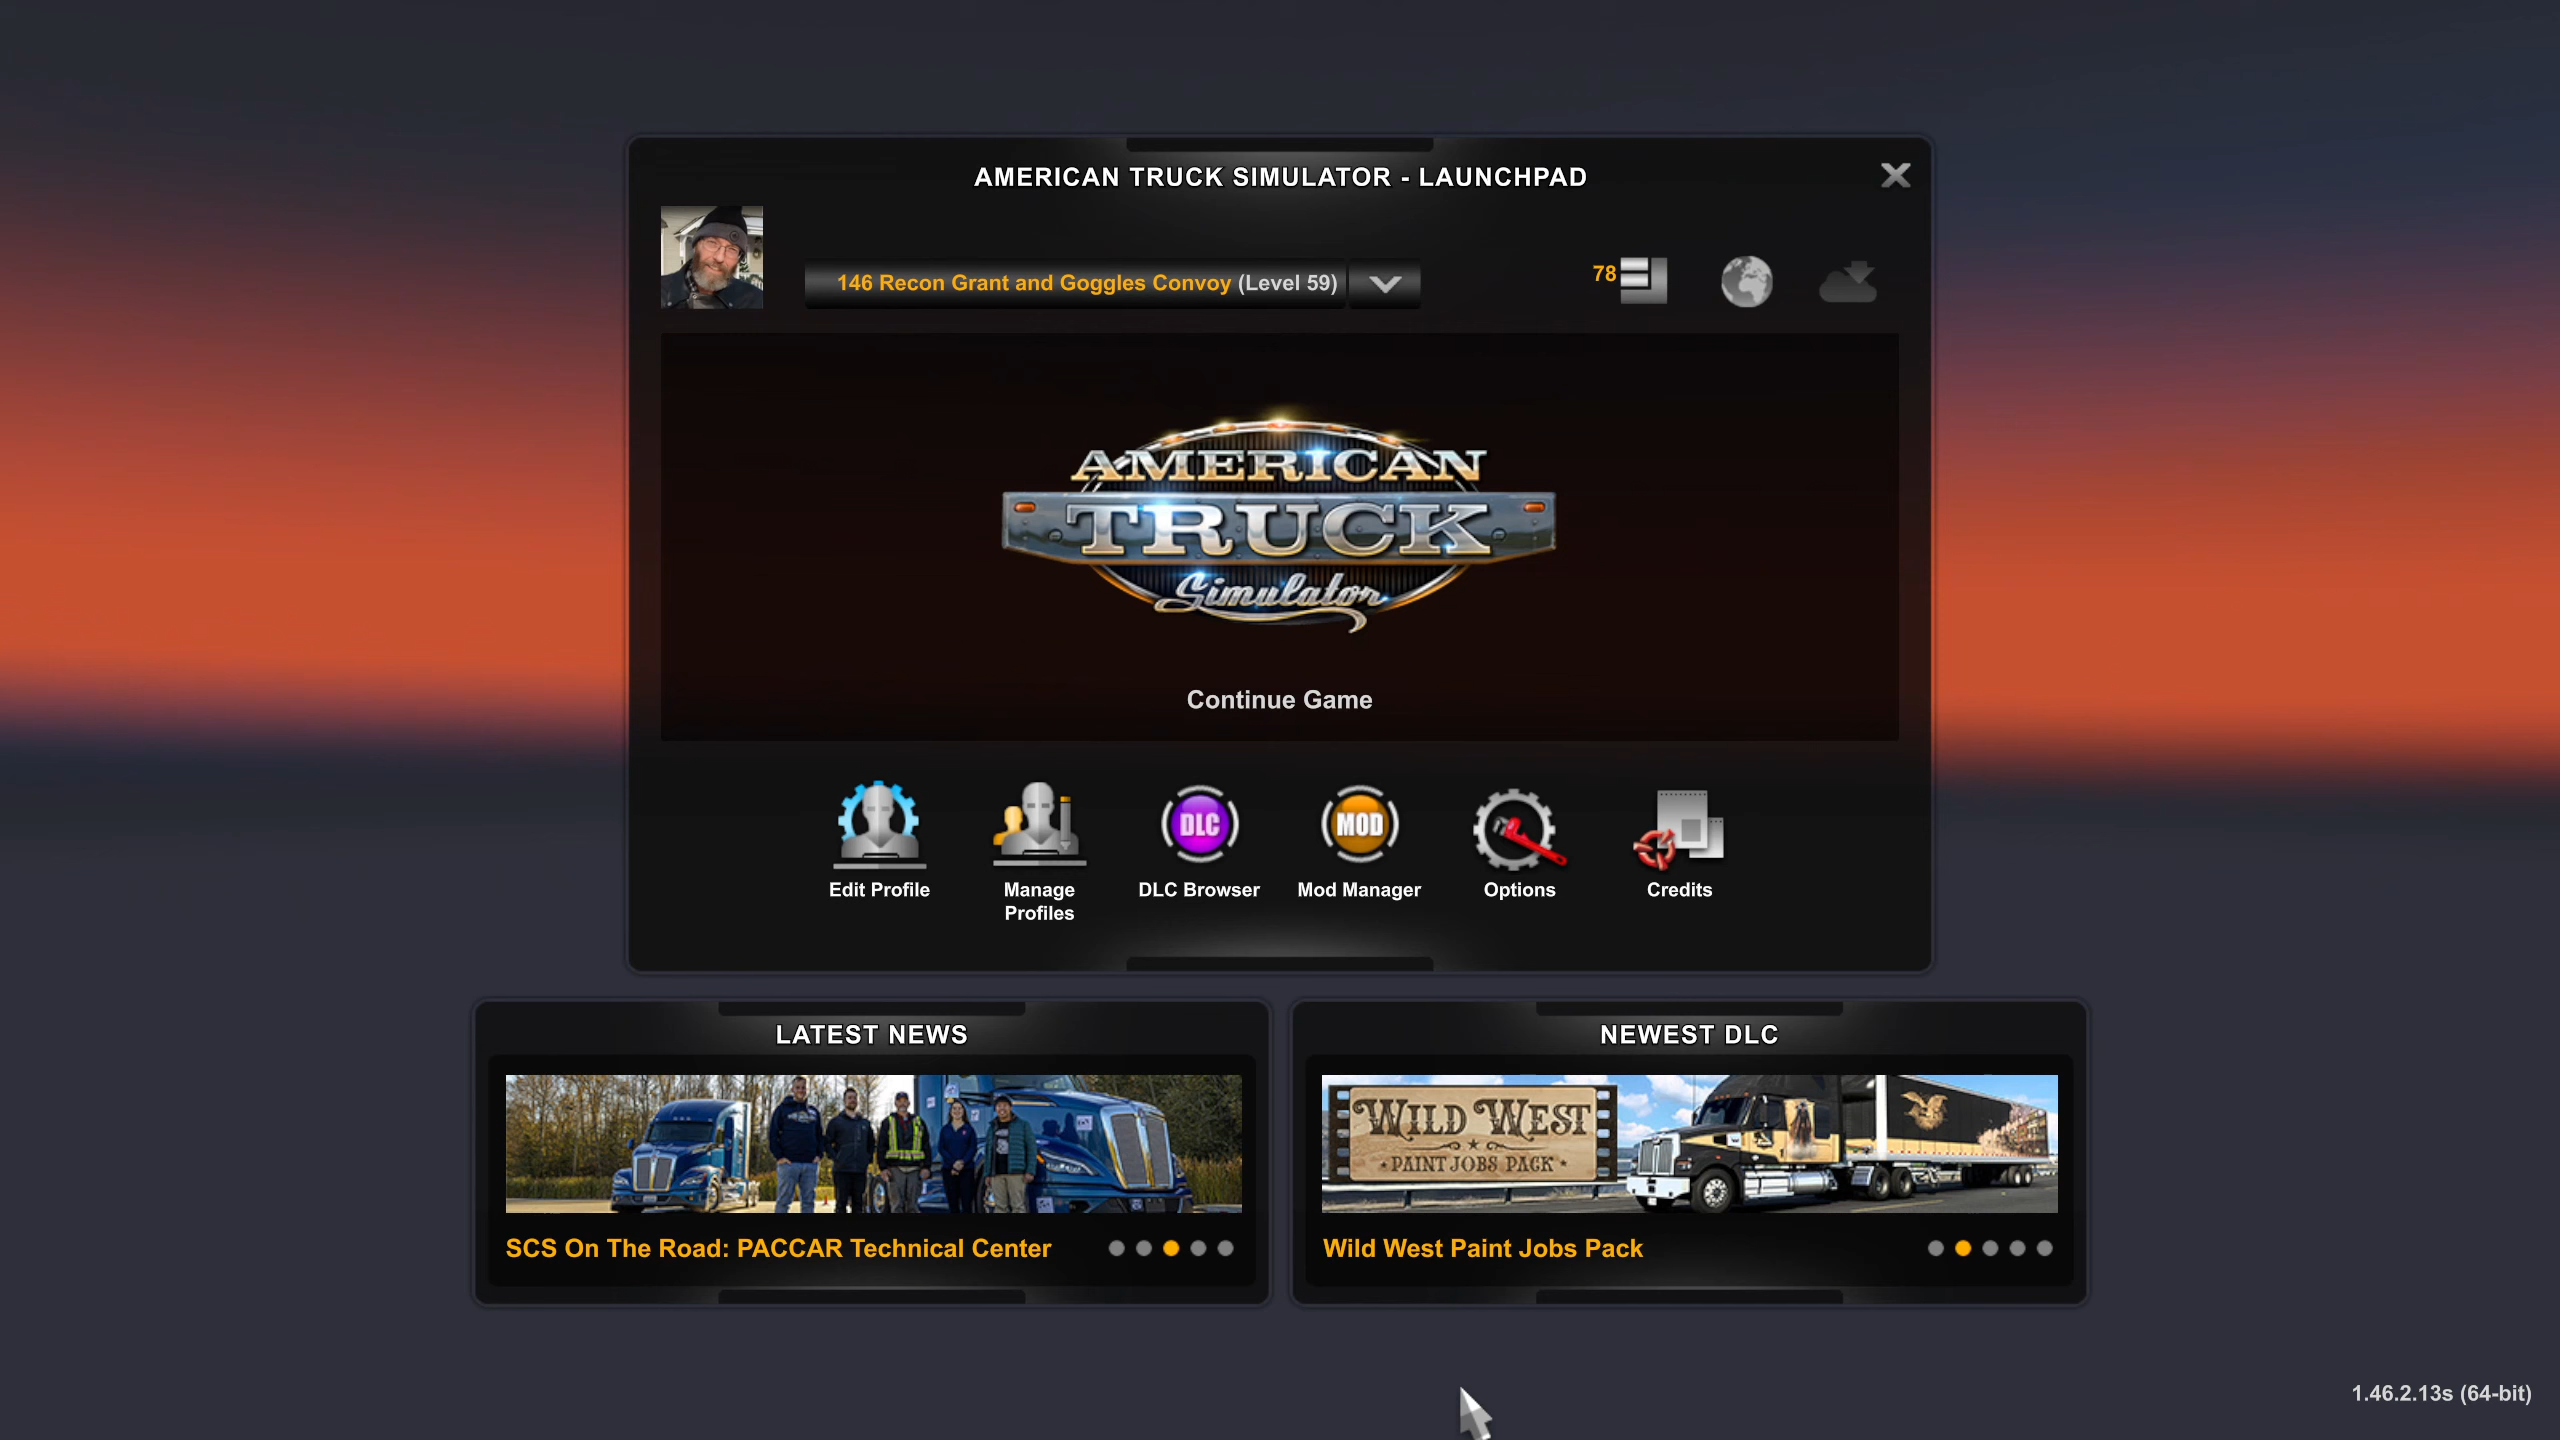 AMERICAN TRUCK SIMULATOR - LAUNCHPAD
146 Recon Grant and Goggles Convoy (Level 59)
78
AMERICAN
TRUCK
Simulator
Continue Game
Edit Profile
Manage
Profiles
DLC
DLC Browser
MOD
Mod Manager
Options
Credits
LATEST NEWS
SCS On The Road: PACCAR Technical Center
NEWEST DLC
WILD WEST
PAINT JOBS PACK
Wild West Paint Jobs Pack
1.46.2.13s (64-bit)